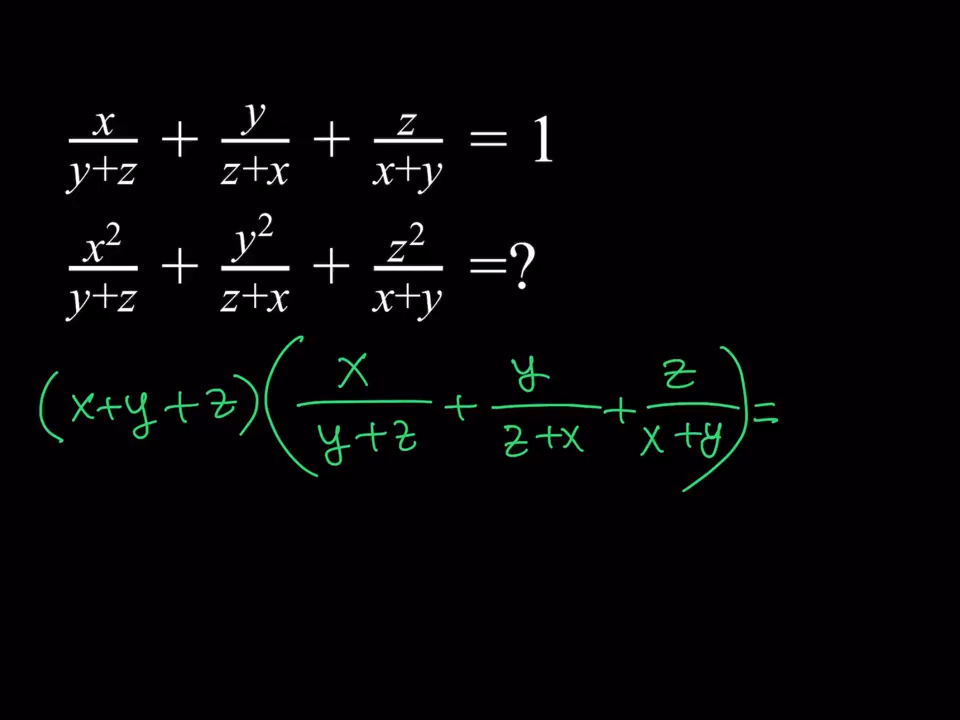 x/(y+z) + y/(z+x) + z/(x+y) = 1
x²/(y+z) + y²/(z+x) + z²/(x+y) =?
(x+y+z)(x/(y+z) + y/(z+x) + z/(x+y)) =